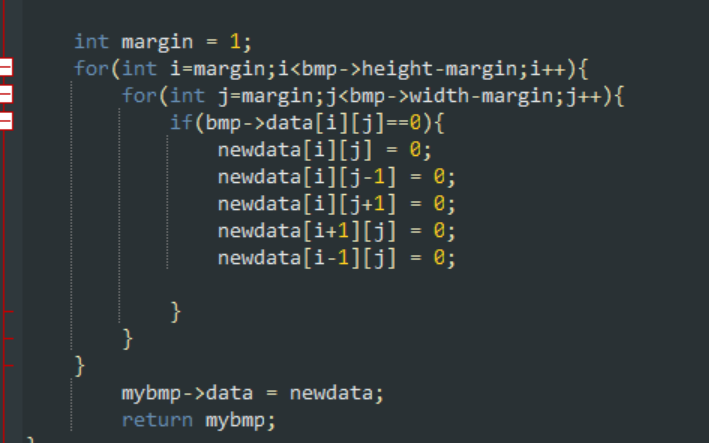 int margin = 1;
for(int i=margin;i<bmp->height-margin;i++){
for(int j=margin;j<bmp->width-margin;j++){
if(bmp->data[i][j]==0){
newdata[i][j] = 0;
newdata[i][j-1] = 0;
newdata[i][j+1] = 0;
newdata[i+1][j] = 0;
newdata[i-1][j] = 0;
}
}
}
mybmp->data = newdata;
return mybmp;
}